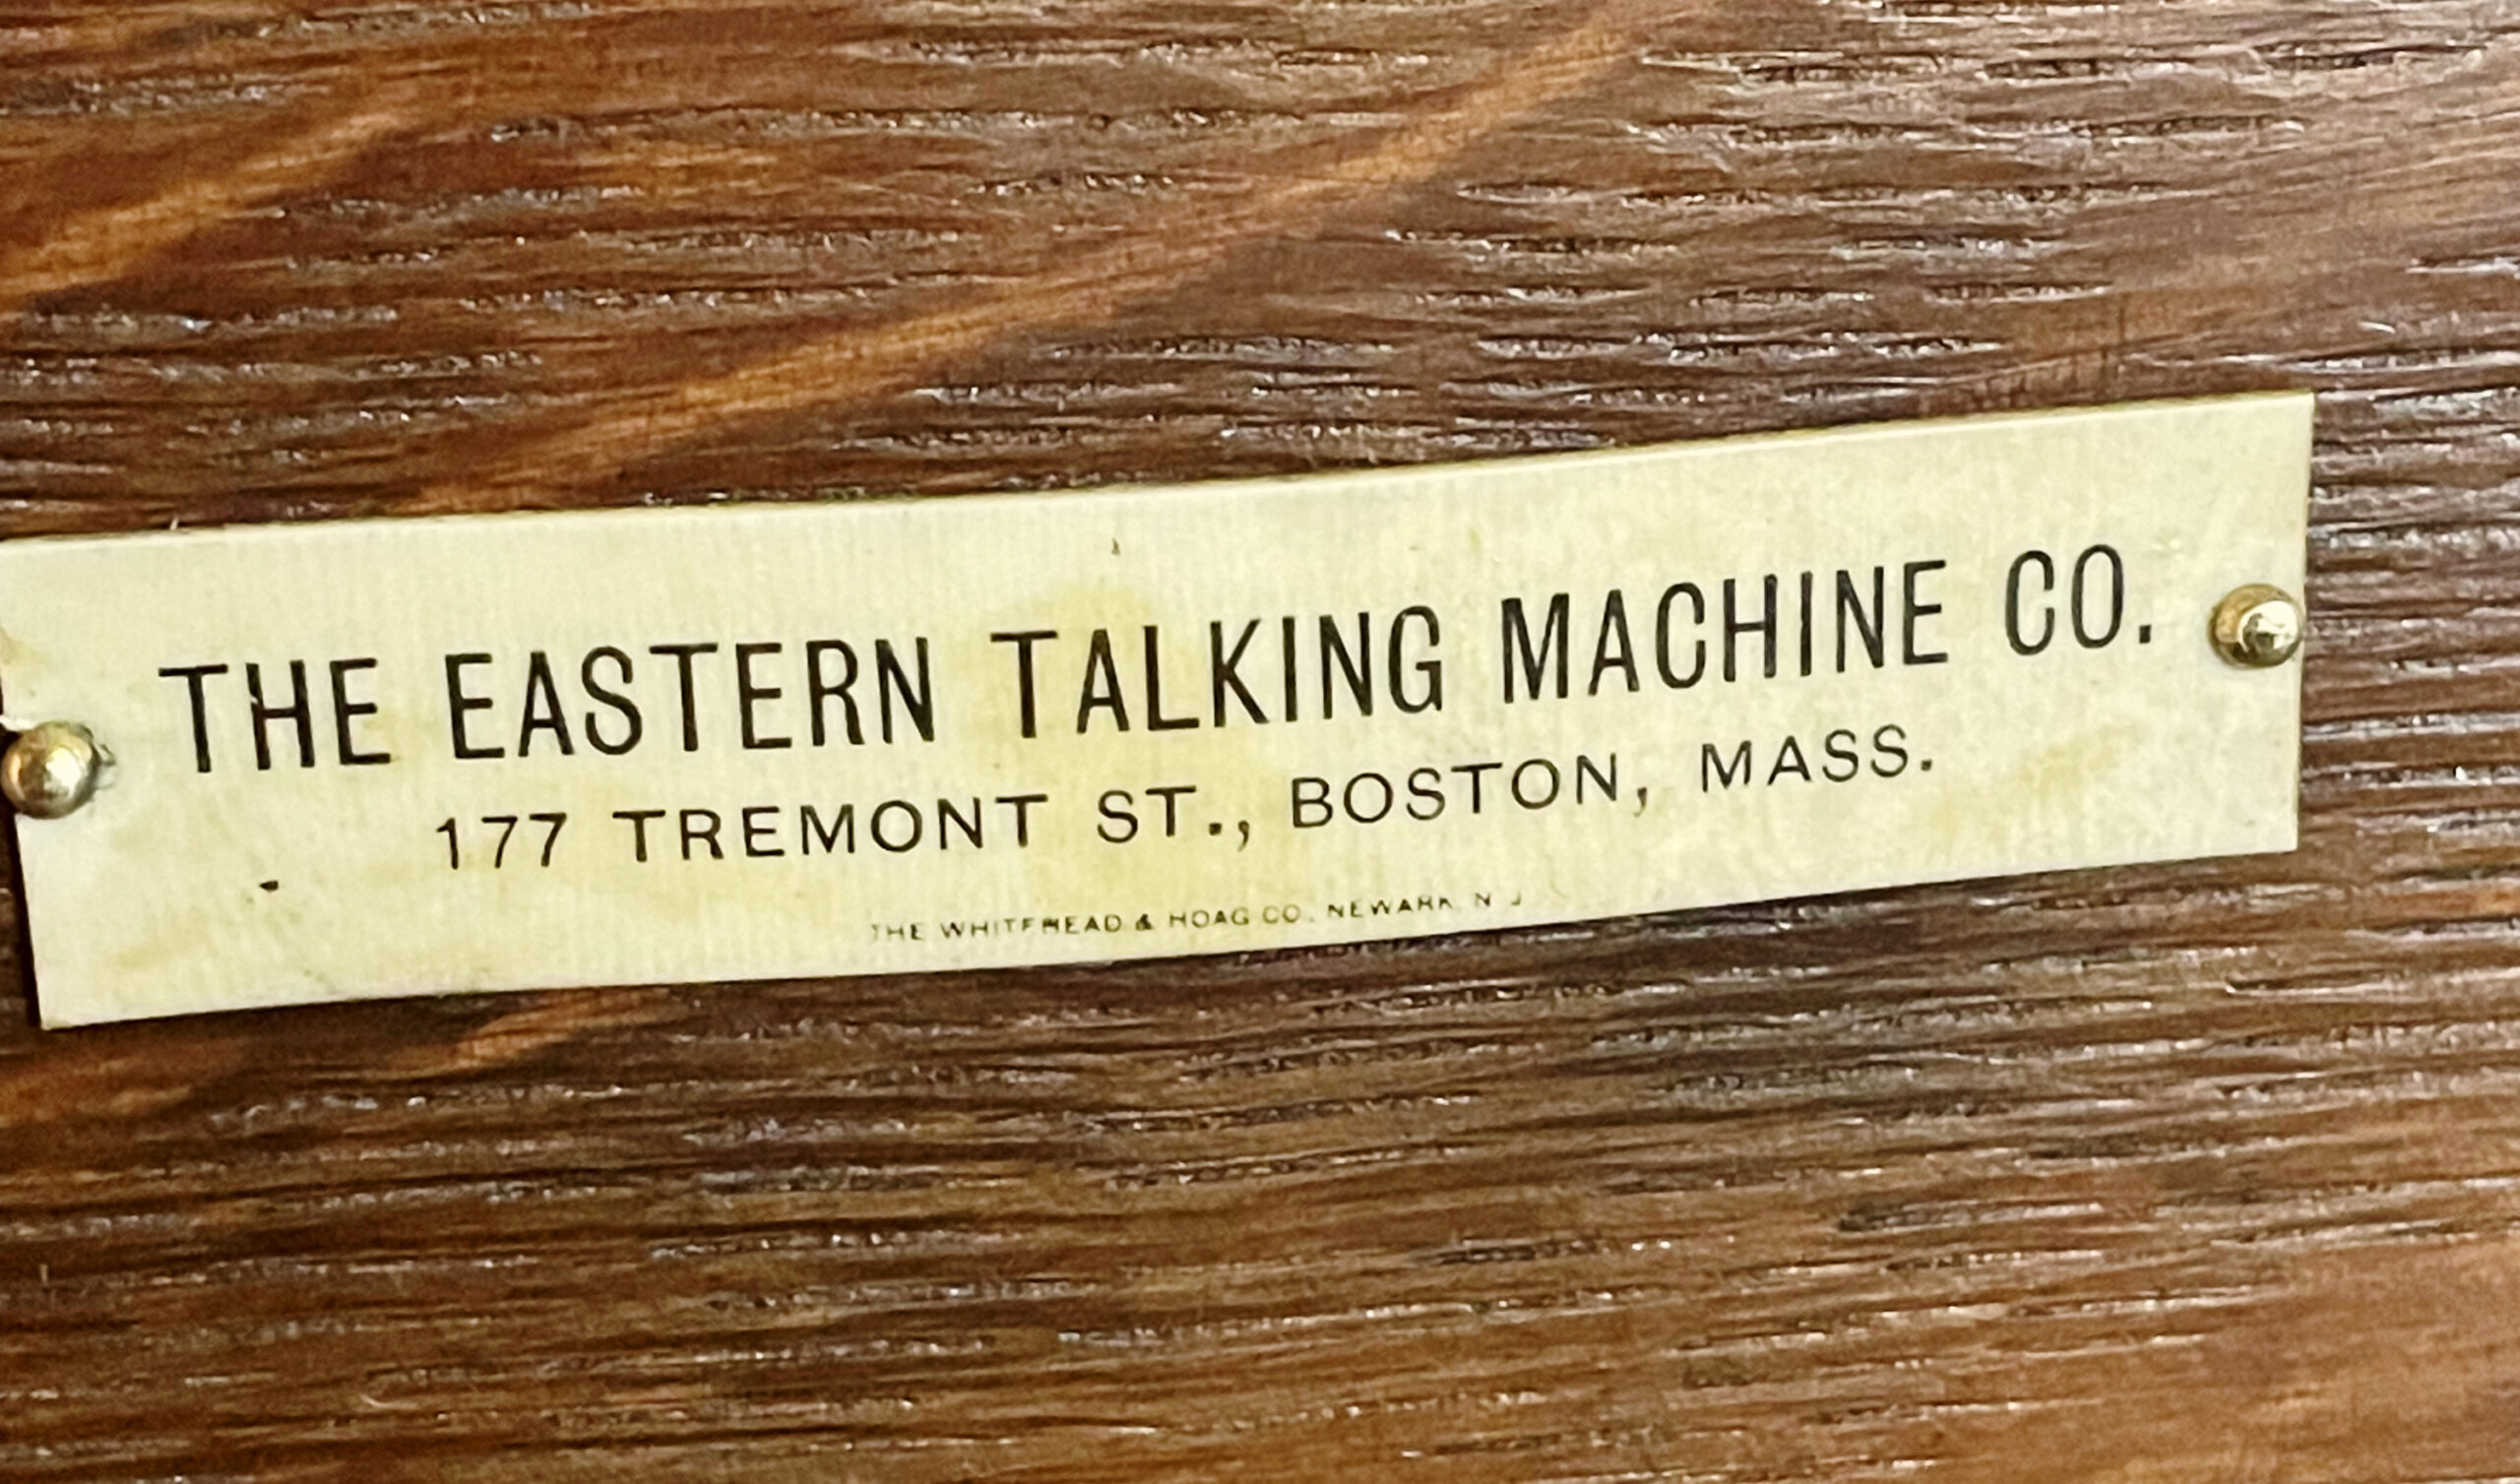 THE EASTERN TALKING MACHINE CO.
177 TREMONT ST., BOSTON, MASS.
THE WHITEHEAD & HOAG CO. NEWARK N J